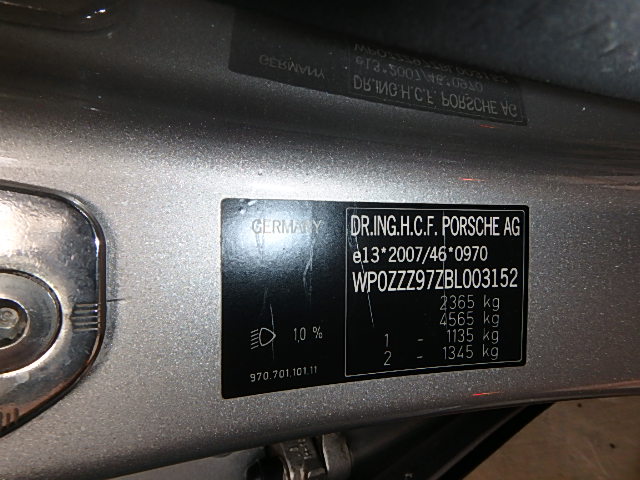 GERMANY
DR.ING.H.C.F. PORSCHE AG
e13*2007/46*0970
WP0ZZZ97ZBL003152
2365 kg
4565 kg
1 - 1135 kg
2 - 1345 kg
1,0 %
970.701.101.11